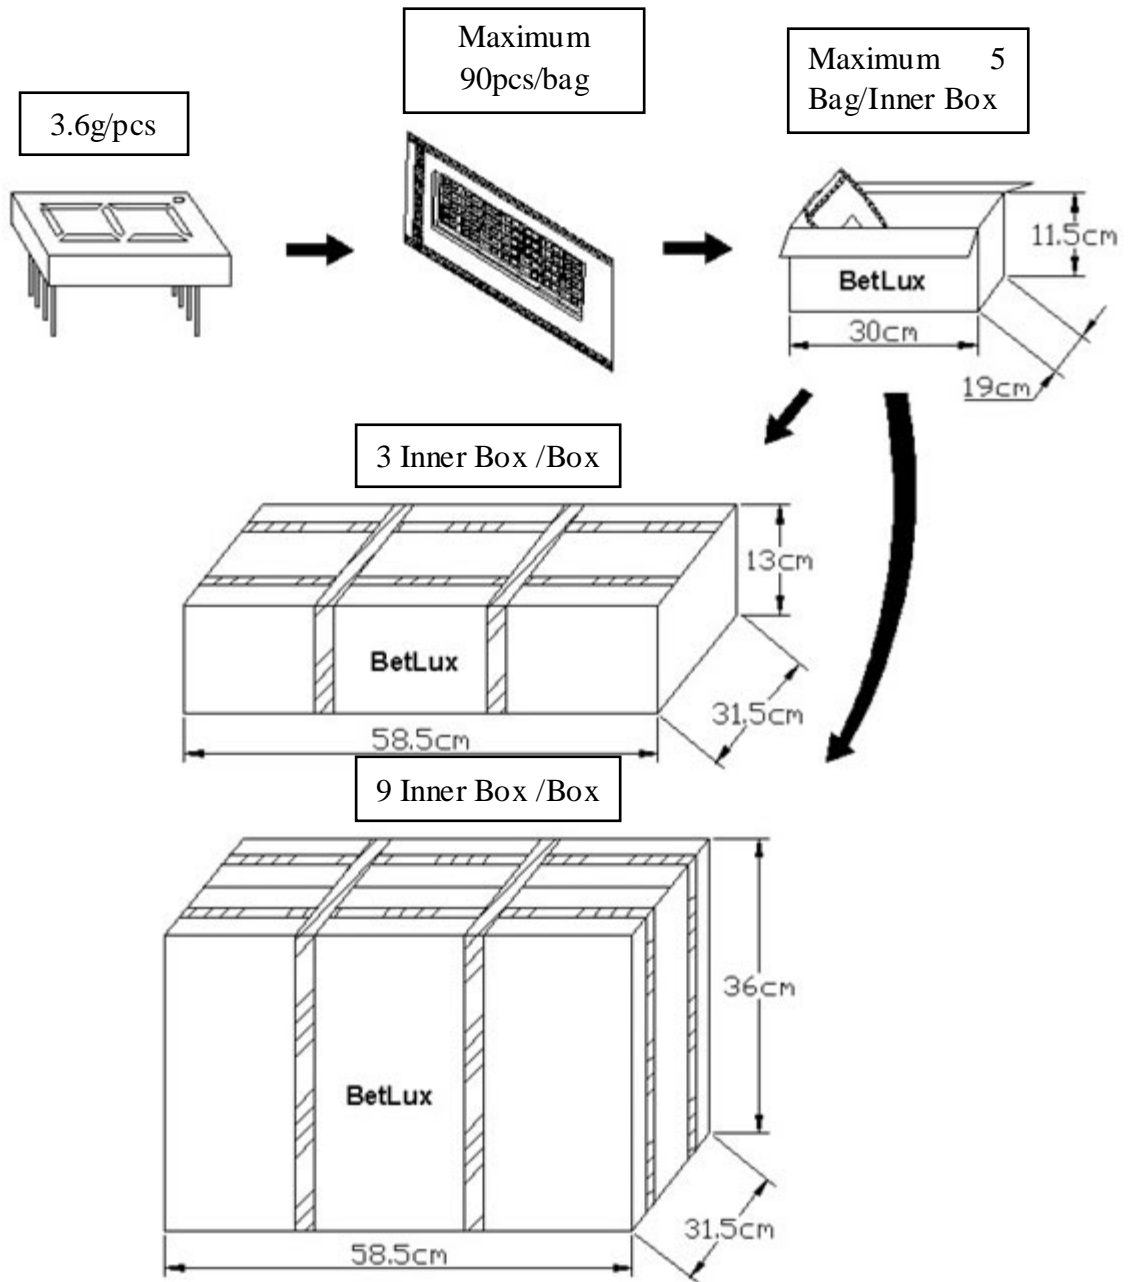 Maximum
90pcs/bag
Maximum 5
Bag/Inner Box
3.6g/pcs
11.5cm
BetLux
30cm
19cm
3 Inner Box /Box
13cm
BetLux
31.5cm
58.5cm
9 Inner Box /Box
36cm
BetLux
31.5cm
58.5cm